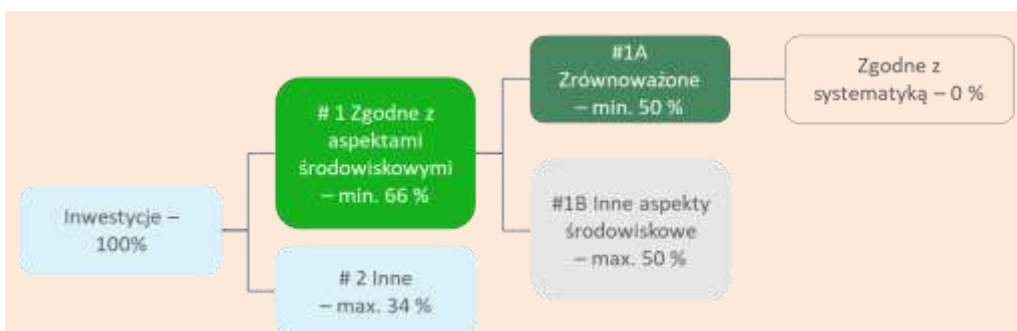 Inwestycje –
100%
# 1 Zgodne z
aspektami
środowiskowymi
– min. 66 %
# 2 Inne
– max. 34 %
#1A
Zrównoważone
– min. 50 %
#1B Inne aspekty
środowiskowe
– max. 50 %
Zgodne z
systematyką – 0 %